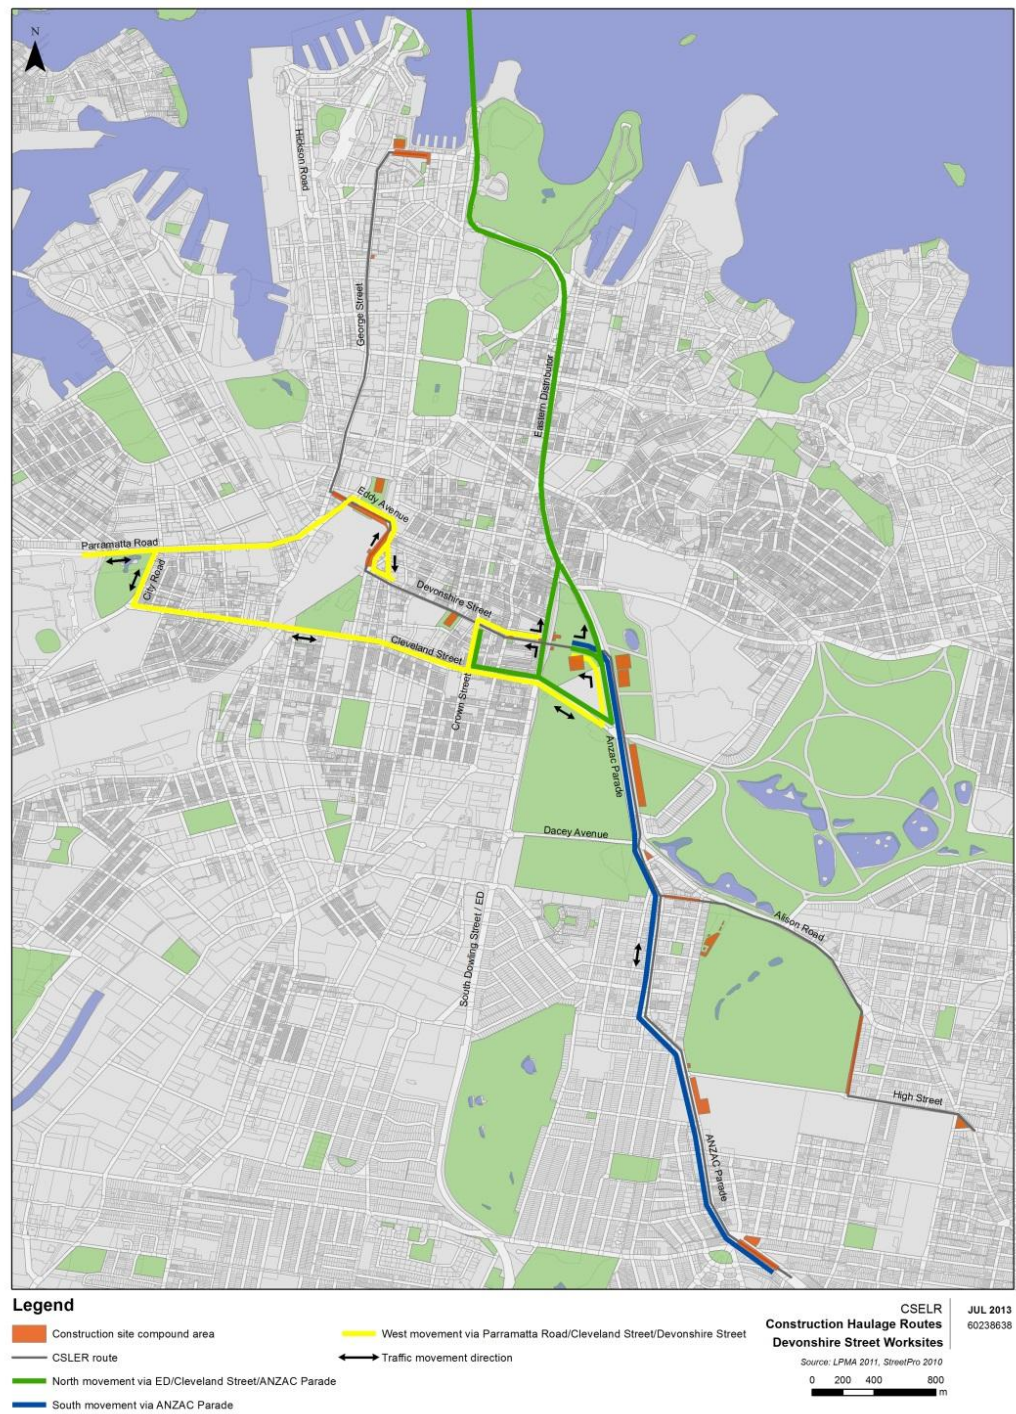 N
Hickson Road
George Street
Eastern Distributor
Eddy Avenue
Parramatta Road
City Road
Devonshire Street
Cleveland Street
Crown Street
Anzac Parade
Dacey Avenue
South Dowling Street / ED
Alison Road
High Street
ANZAC Parade
Legend
Construction site compound area
CSLER route
North movement via ED/Cleveland Street/ANZAC Parade
South movement via ANZAC Parade
West movement via Parramatta Road/Cleveland Street/Devonshire Street
Traffic movement direction
CSELR
Construction Haulage Routes
Devonshire Street Worksites
JUL 2013
60238638
Source: LPMA 2011, StreetPro 2010
0 200 400 800
m